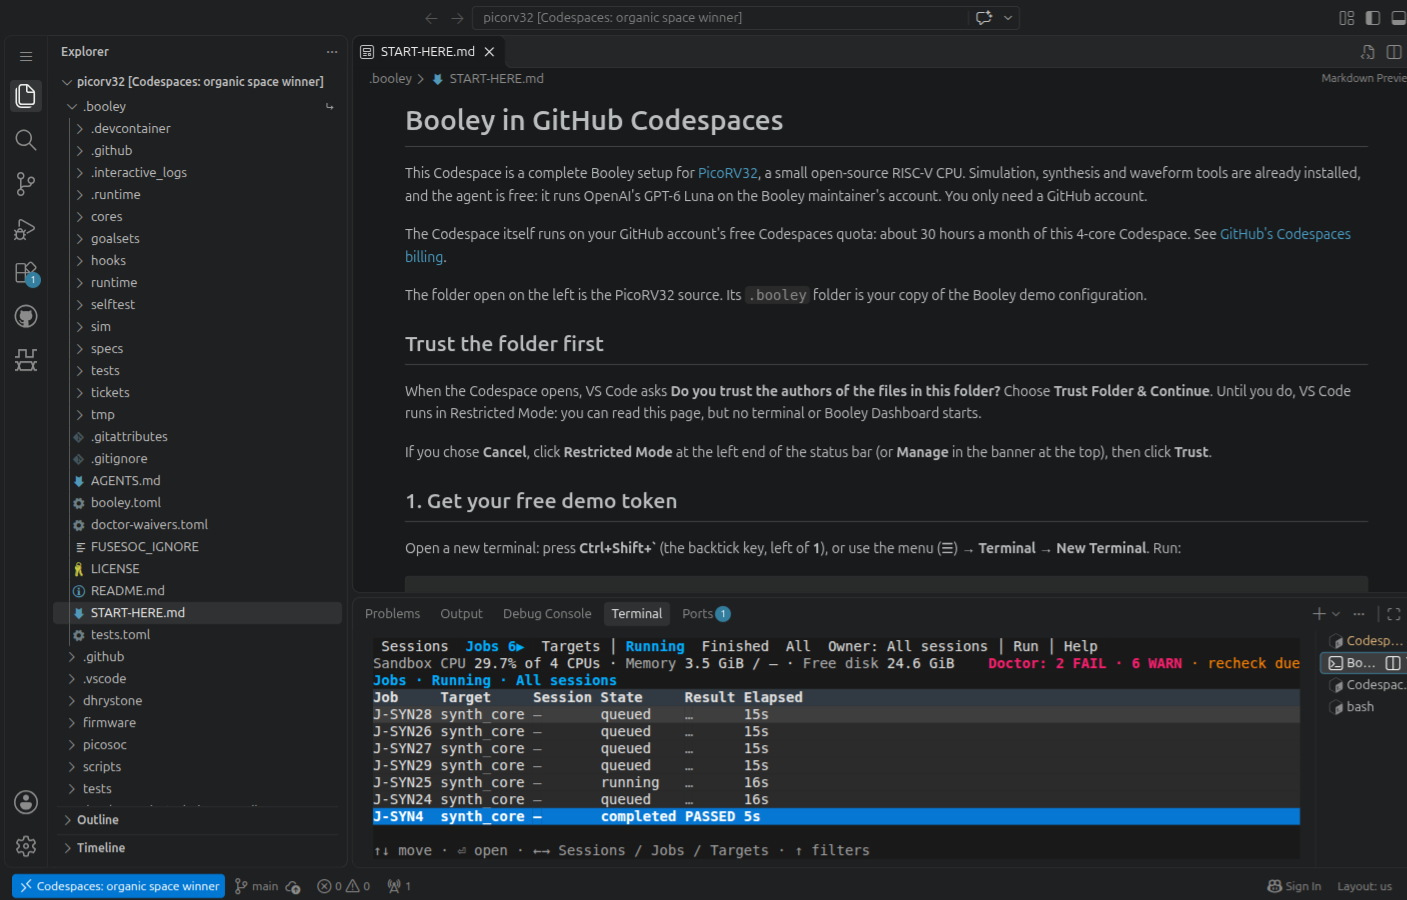 picorv32 [Codespaces: organic space winner]
Explorer
picorv32 [Codespaces: organic space winner]
.booley
.devcontainer
.github
.interactive_logs
.runtime
cores
goalsets
hooks
runtime
selftest
sim
specs
tests
tickets
tmp
.gitattributes
.gitignore
AGENTS.md
booley.toml
doctor-waivers.toml
FUSESOC_IGNORE
LICENSE
README.md
START-HERE.md
tests.toml
.github
.vscode
dhrystone
firmware
picosoc
scripts
tests
Outline
Timeline
1
START-HERE.md
.booley > START-HERE.md
Markdown Previe
Booley in GitHub Codespaces
This Codespace is a complete Booley setup for PicoRV32, a small open-source RISC-V CPU. Simulation, synthesis and waveform tools are already installed,
and the agent is free: it runs OpenAI's GPT-6 Luna on the Booley maintainer's account. You only need a GitHub account.
The Codespace itself runs on your GitHub account's free Codespaces quota: about 30 hours a month of this 4-core Codespace. See GitHub's Codespaces
billing.
The folder open on the left is the PicoRV32 source. Its .booley folder is your copy of the Booley demo configuration.
Trust the folder first
When the Codespace opens, VS Code asks Do you trust the authors of the files in this folder? Choose Trust Folder & Continue. Until you do, VS Code
runs in Restricted Mode: you can read this page, but no terminal or Booley Dashboard starts.
If you chose Cancel, click Restricted Mode at the left end of the status bar (or Manage in the banner at the top), then click Trust.
1. Get your free demo token
Open a new terminal: press Ctrl+Shift+` (the backtick key, left of 1), or use the menu (☰) → Terminal → New Terminal. Run:
Problems Output Debug Console Terminal Ports 1
Sessions Jobs 6▶ Targets | Running Finished All Owner: All sessions | Run | Help
Sandbox CPU 29.7% of 4 CPUs · Memory 3.5 GiB / — · Free disk 24.6 GiB Doctor: 2 FAIL · 6 WARN · recheck due
Jobs · Running · All sessions
Job Target Session State Result Elapsed
J-SYN28 synth_core — queued … 15s
J-SYN26 synth_core — queued … 15s
J-SYN27 synth_core — queued … 15s
J-SYN29 synth_core — queued … 15s
J-SYN25 synth_core — running … 16s
J-SYN24 synth_core — queued … 16s
J-SYN4 synth_core — completed PASSED 5s
↑↓ move · ⏎ open · ←→ Sessions / Jobs / Targets · ↑ filters
Codesp...
Bo...
Codespac.
bash
Codespaces: organic space winner main 0 0 1 Sign In Layout: us